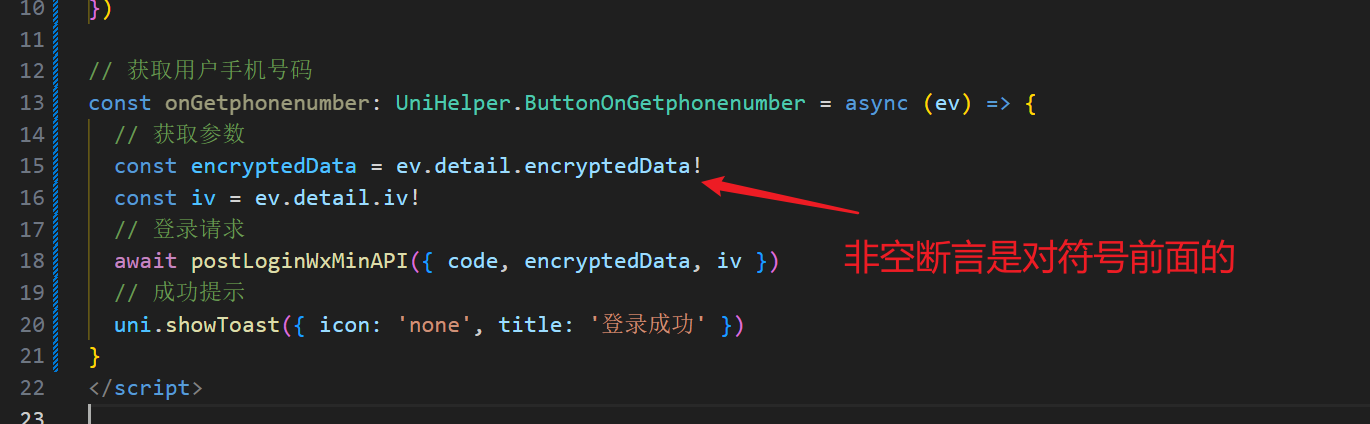 10 })
11
12 // 获取用户手机号码
13 const onGetphonenumber: UniHelper.ButtonOnGetphonenumber = async (ev) => {
14 // 获取参数
15 const encryptedData = ev.detail.encryptedData!
16 const iv = ev.detail.iv!
17 // 登录请求
非空断言是对符号前面的
18 await postLoginWxMinAPI({ code, encryptedData, iv })
19 // 成功提示
20 uni.showToast({ icon: 'none', title: '登录成功' })
21 }
22 </script>
23